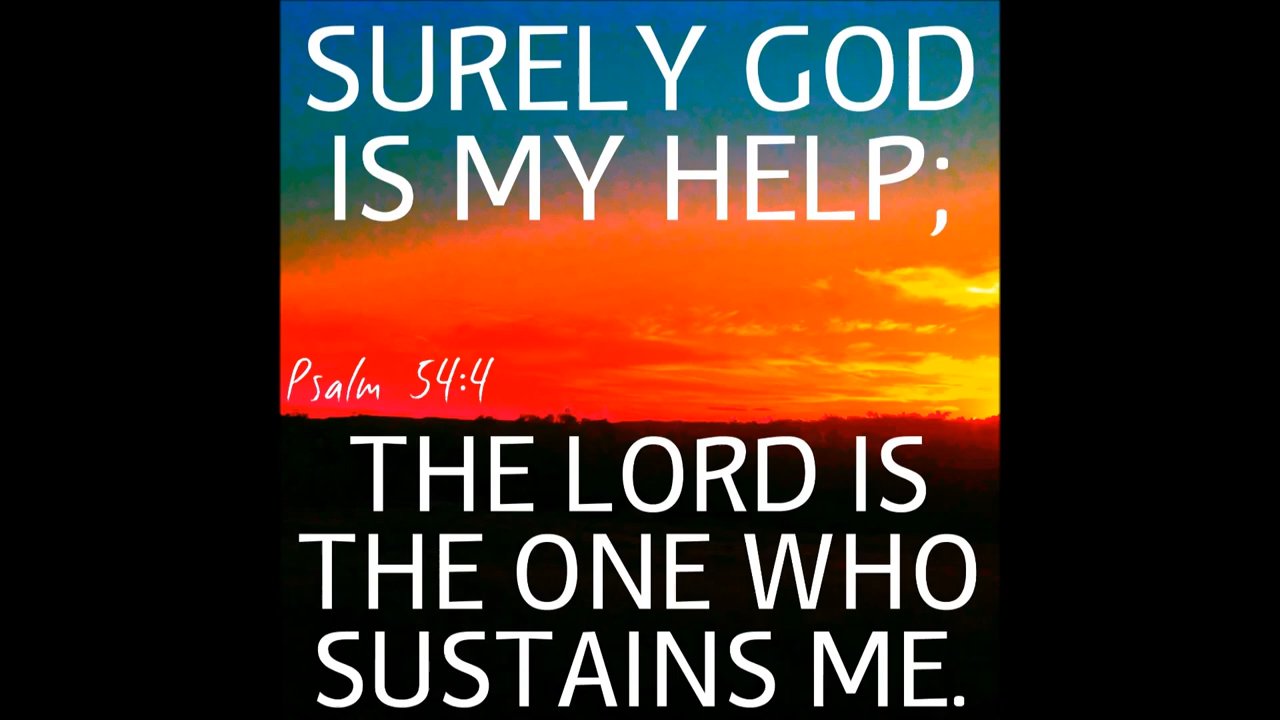 SURELY GOD
IS MY HELP;
Psalm 54:4
THE LORD IS
THE ONE WHO
SUSTAINS ME.